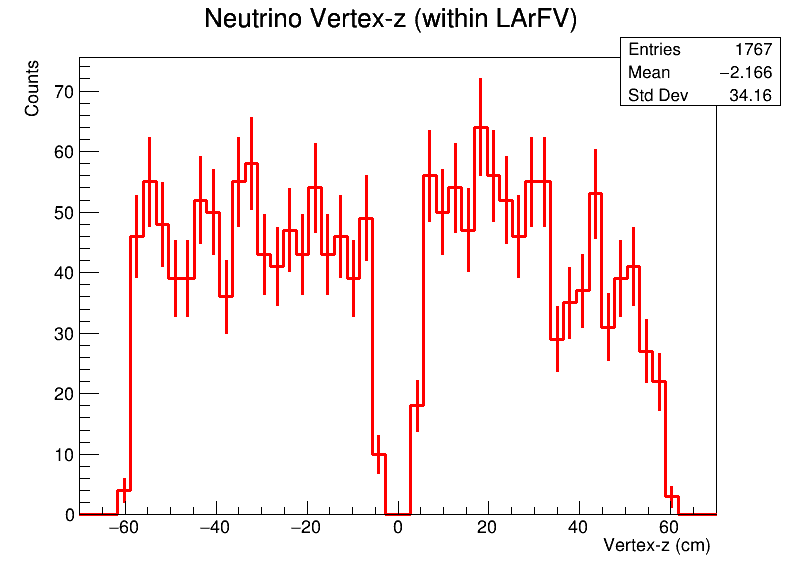 Neutrino Vertex-z (within LArFV)
Entries 1767
Mean −2.166
Std Dev 34.16
Counts
70
60
50
40
30
20
10
0
−60 −40 −20 0 20 40 60
Vertex-z (cm)